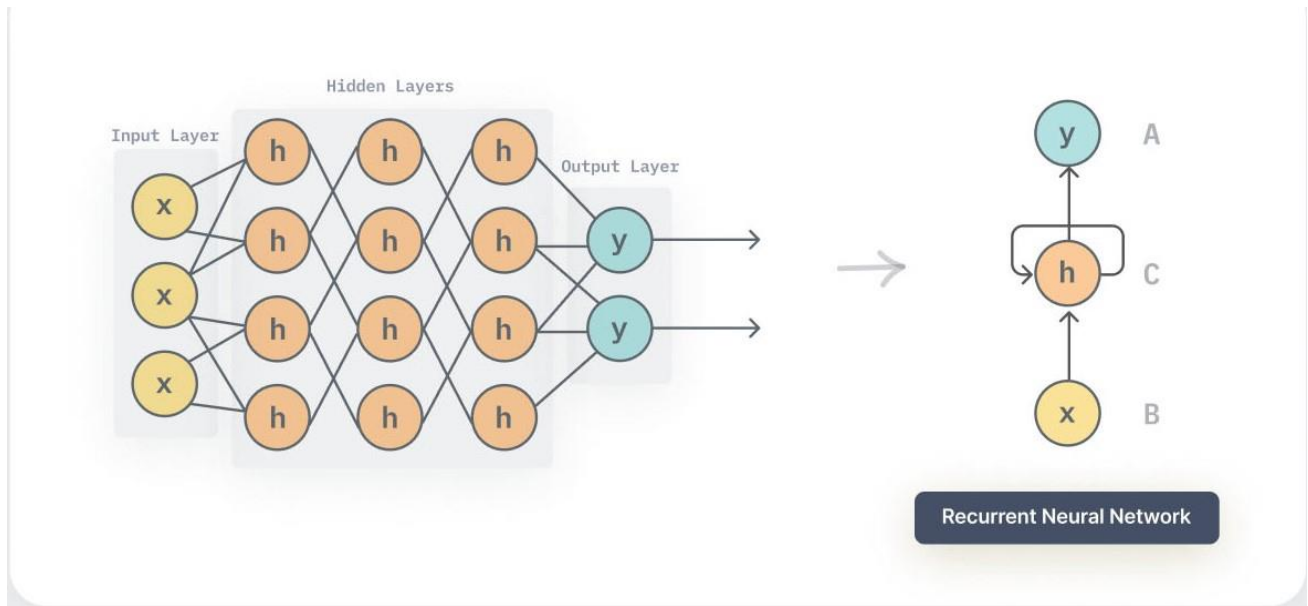 Hidden Layers
Input Layer
Output Layer
h h h
x
h h h
y
x
h h h
y
x
h h h
y A
h C
x B
Recurrent Neural Network